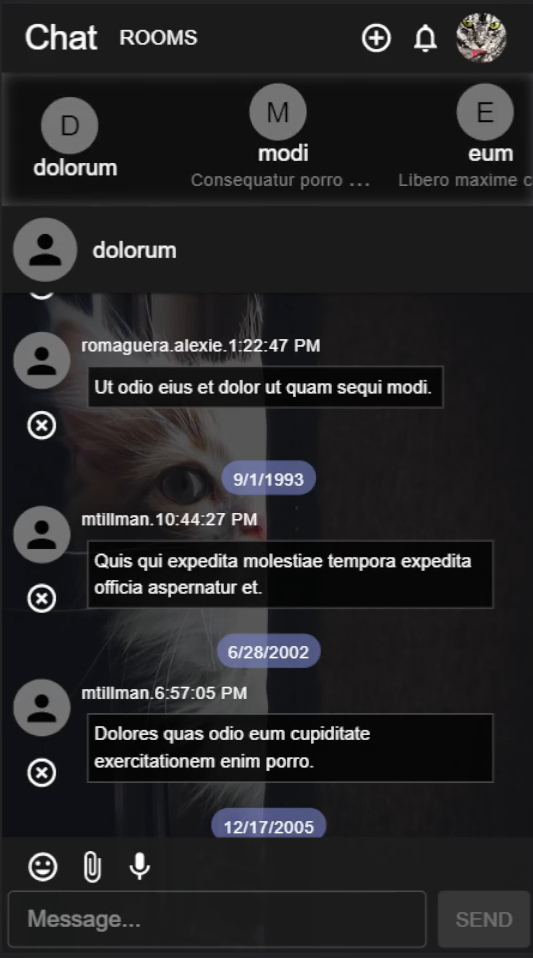 Chat ROOMS
D M E
dolorum modi eum
Consequatur porro ... Libero maxime c
dolorum
romaguera.alexie.1:22:47 PM
Ut odio eius et dolor ut quam sequi modi.
9/1/1993
mtillman.10:44:27 PM
Quis qui expedita molestiae tempora expedita
officia aspernatur et.
6/28/2002
mtillman.6:57:05 PM
Dolores quas odio eum cupiditate
exercitationem enim porro.
12/17/2005
Message... SEND